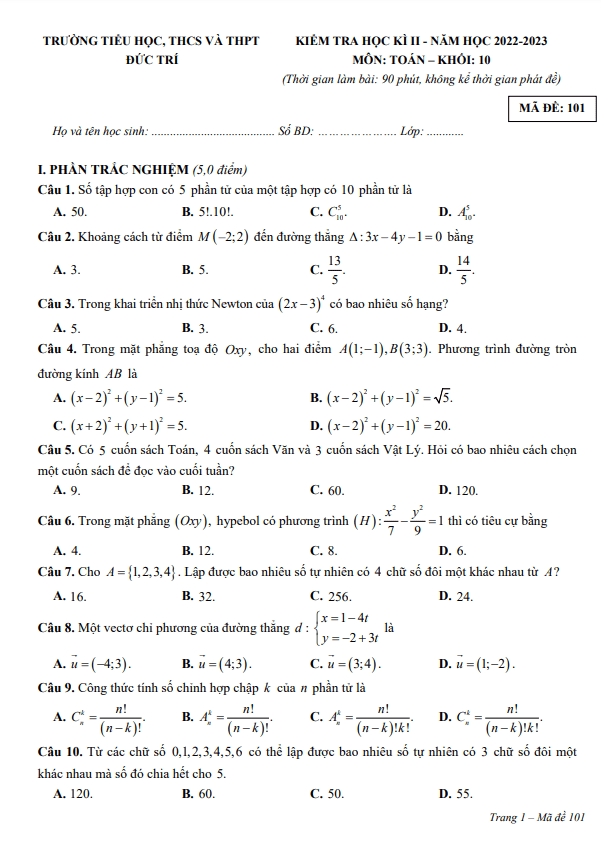 TRƯỜNG TIỂU HỌC, THCS VÀ THPT
ĐỨC TRÍ
KIỂM TRA HỌC KÌ II - NĂM HỌC 2022-2023
MÔN: TOÁN – KHỐI: 10
(Thời gian làm bài: 90 phút, không kể thời gian phát đề)
MÃ ĐỀ: 101
Họ và tên học sinh: ......................................... Số BD: ........................ Lớp: ............
I. PHẦN TRẮC NGHIỆM (5,0 điểm)
Câu 1. Số tập hợp con có 5 phần tử của một tập hợp có 10 phần tử là
A. 50. B. 5!.10!. C. $C_{10}^{5}$. D. $A_{10}^{5}$.
Câu 2. Khoảng cách từ điểm $M(-2;2)$ đến đường thẳng $\Delta: 3x-4y-1=0$ bằng
A. 3. B. 5. C. $\frac{13}{5}$. D. $\frac{14}{5}$.
Câu 3. Trong khai triển nhị thức Newton của $(2x-3)^4$ có bao nhiêu số hạng?
A. 5. B. 3. C. 6. D. 4.
Câu 4. Trong mặt phẳng toạ độ Oxy, cho hai điểm $A(1;-1), B(3;3)$. Phương trình đường tròn
đường kính AB là
A. $(x-2)^2+(y-1)^2=5$. B. $(x-2)^2+(y-1)^2=\sqrt{5}$.
C. $(x+2)^2+(y+1)^2=5$. D. $(x-2)^2+(y-1)^2=20$.
Câu 5. Có 5 cuốn sách Toán, 4 cuốn sách Văn và 3 cuốn sách Vật Lý. Hỏi có bao nhiêu cách chọn
một cuốn sách để đọc vào cuối tuần?
A. 9. B. 12. C. 60. D. 120.
Câu 6. Trong mặt phẳng (Oxy), hypebol có phương trình $(H): \frac{x^2}{7}-\frac{y^2}{9}=1$ thì có tiêu cự bằng
A. 4. B. 12. C. 8. D. 6.
Câu 7. Cho $A=\{1,2,3,4\}$. Lập được bao nhiêu số tự nhiên có 4 chữ số đôi một khác nhau từ A?
A. 16. B. 32. C. 256. D. 24.
Câu 8. Một vectơ chỉ phương của đường thẳng $d: \begin{cases} x=1-4t \\ y=-2+3t \end{cases}$ là
A. $\vec{u}=(-4;3)$. B. $\vec{u}=(4;3)$. C. $\vec{u}=(3;4)$. D. $\vec{u}=(1;-2)$.
Câu 9. Công thức tính số chỉnh hợp chập k của n phần tử là
A. $C_n^k=\frac{n!}{(n-k)!}$. B. $A_n^k=\frac{n!}{(n-k)!}$. C. $A_n^k=\frac{n!}{(n-k)!k!}$. D. $C_n^k=\frac{n!}{(n-k)!k!}$.
Câu 10. Từ các chữ số 0,1,2,3,4,5,6 có thể lập được bao nhiêu số tự nhiên có 3 chữ số đôi một
khác nhau mà số đó chia hết cho 5.
A. 120. B. 60. C. 50. D. 55.
Trang 1 – Mã đề 101